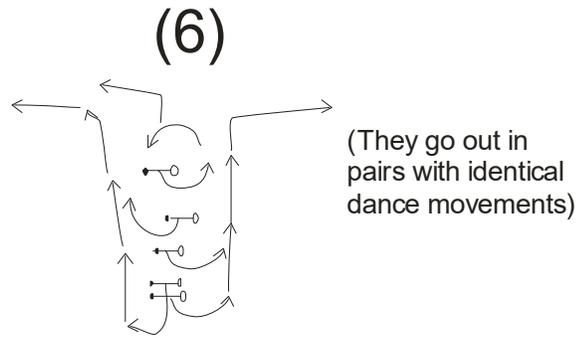 (6)
(They go out in
pairs with identical
dance movements)